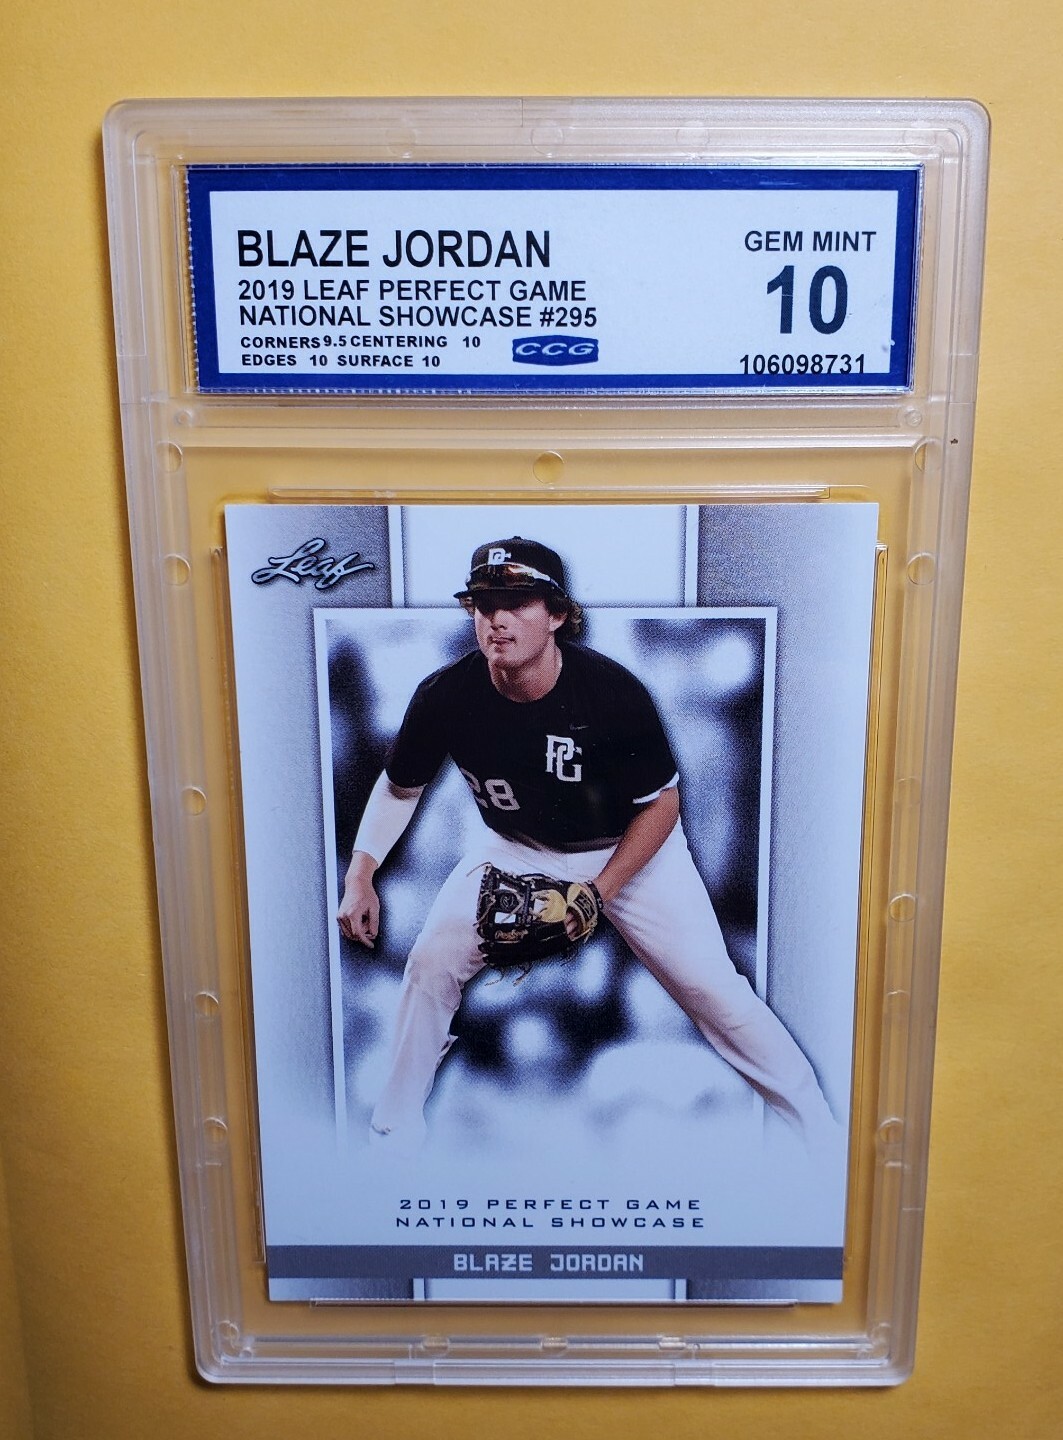 BLAZE JORDAN
2019 LEAF PERFECT GAME
NATIONAL SHOWCASE #295
CORNERS 9.5 CENTERING 10
EDGES 10 SURFACE 10
CCG
GEM MINT
10
106098731
Leaf
PG
PG
28
2019 PERFECT GAME
NATIONAL SHOWCASE
BLAZE JORDAN